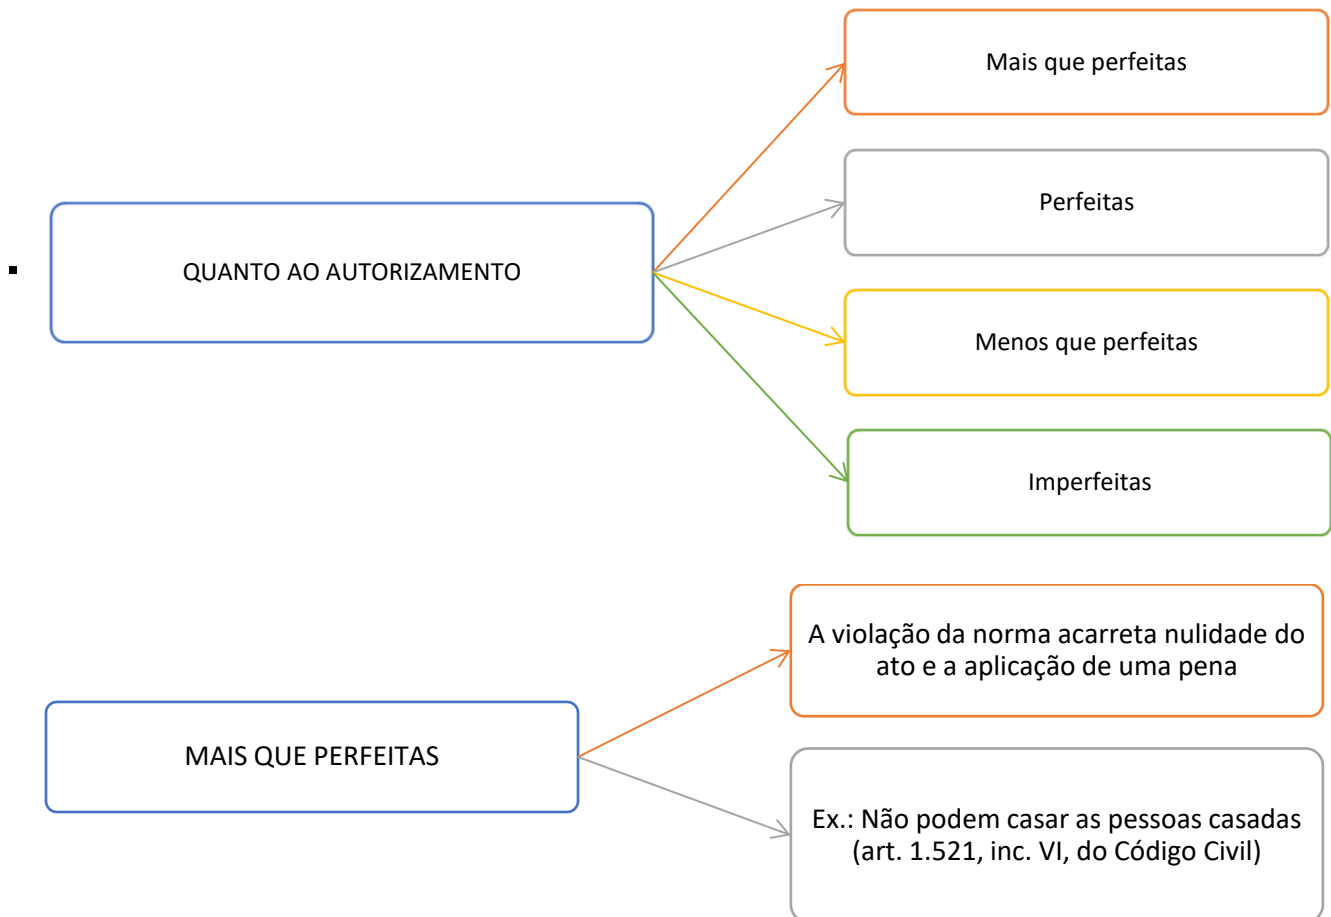 Mais que perfeitas
Perfeitas
QUANTO AO AUTORIZAMENTO
Menos que perfeitas
Imperfeitas
A violação da norma acarreta nulidade do
ato e a aplicação de uma pena
MAIS QUE PERFEITAS
Ex.: Não podem casar as pessoas casadas
(art. 1.521, inc. VI, do Código Civil)